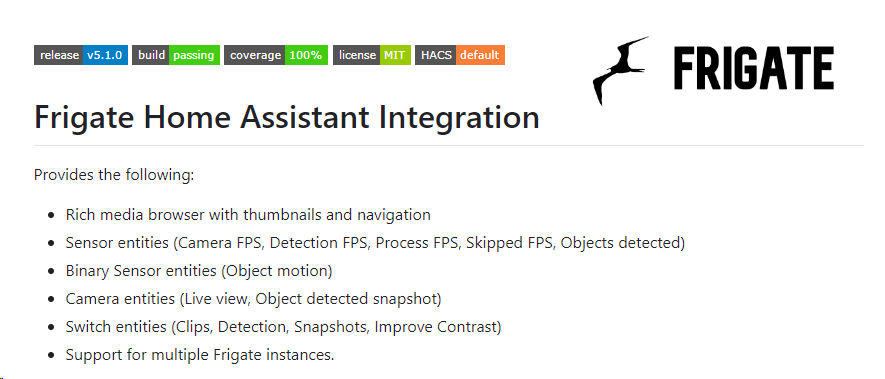 release v5.1.0 build passing coverage 100% license MIT HACS default
FRIGATE
Frigate Home Assistant Integration
Provides the following:
• Rich media browser with thumbnails and navigation
• Sensor entities (Camera FPS, Detection FPS, Process FPS, Skipped FPS, Objects detected)
• Binary Sensor entities (Object motion)
• Camera entities (Live view, Object detected snapshot)
• Switch entities (Clips, Detection, Snapshots, Improve Contrast)
• Support for multiple Frigate instances.